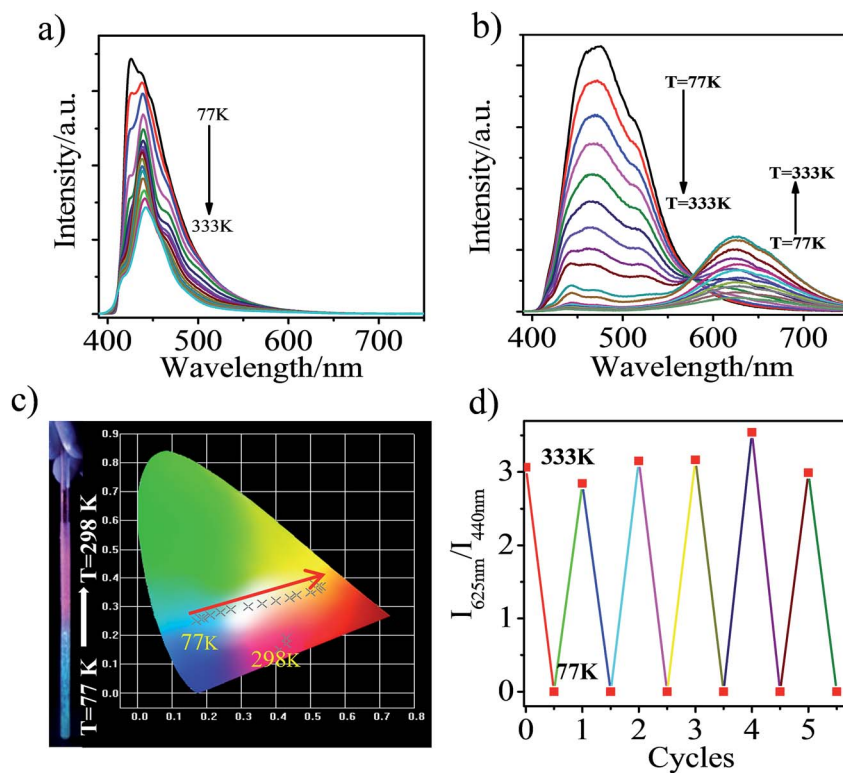 a)
Intensity/a.u.
77K
333K
400 500 600 700
Wavelength/nm
b)
Intensity/a.u.
T=77K
T=333K
T=333K
T=77K
400 500 600 700
Wavelength/nm
c)
T=77 K
T=298 K
0.9
0.8
0.7
0.6
0.5
0.4
0.3
0.2
0.1
0.0
77K
298K
0.0 0.1 0.2 0.3 0.4 0.5 0.6 0.7 0.8
d)
I625nm/I440nm
3
2
1
0
333K
77K
0 1 2 3 4 5
Cycles